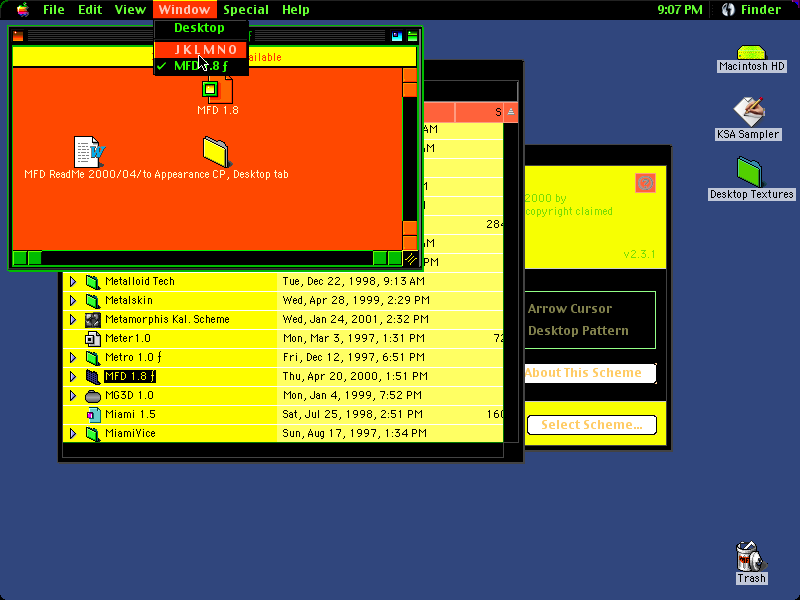 File Edit View Window Special Help 9:07 PM Finder
Desktop
J K L M N O
✓ MFD 1.8 ƒ
ƒ
ailable
MFD 1.8
MFD ReadMe 2000/04/to Appearance CP, Desktop tab
S
AM
AM
AM
284
AM
PM
Metalloid Tech Tue, Dec 22, 1998, 9:13 AM
Metalskin Wed, Apr 28, 1999, 2:29 PM
Metamorphis Kal. Scheme Wed, Jan 24, 2001, 2:32 PM
Meter1.0 Mon, Mar 3, 1997, 1:31 PM 72
Metro 1.0 ƒ Fri, Dec 12, 1997, 6:51 PM
MFD 1.8 ƒ Thu, Apr 20, 2000, 1:51 PM
MG3D 1.0 Mon, Jan 4, 1999, 7:52 PM
Miami 1.5 Sat, Jul 25, 1998, 2:51 PM 160
MiamiVice Sun, Aug 17, 1997, 1:34 PM
2000 by
copyright claimed
v2.3.1
Arrow Cursor
Desktop Pattern
About This Scheme
Select Scheme...
Macintosh HD
KSA Sampler
Desktop Textures
Trash